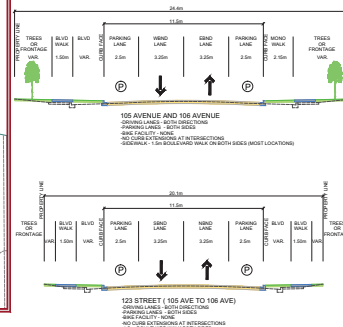 24.4m
11.5m
PROPERTY LINE
TREES OR FRONTAGE VAR.
BLVD WALK 1.50m
BLVD VAR.
CURB FACE
PARKING LANE 2.5m
WBND LANE 3.25m
EBND LANE 3.25m
PARKING LANE 2.5m
CURB FACE
MONO WALK 2.15m
TREES OR FRONTAGE VAR.
P
P
105 AVENUE AND 106 AVENUE
-DRIVING LANES - BOTH DIRECTIONS
-PARKING LANES - BOTH SIDES
-BIKE FACILITY - NONE
-NO CURB EXTENSIONS AT INTERSECTIONS
-SIDEWALK - 1.5m BOULEVARD WALK ON BOTH SIDES (MOST LOCATIONS)
20.1m
11.5m
TREES OR FRONTAGE
PROPERTY LINE
VAR.
BLVD WALK 1.50m
BLVD VAR.
CURB FACE
PARKING LANE 2.5m
SBND LANE 3.25m
NBND LANE 3.25m
PARKING LANE 2.5m
CURB FACE
BLVD VAR.
BLVD WALK 1.50m
VAR.
PROPERTY LINE
TREES OR
P
P
123 STREET ( 105 AVE TO 106 AVE)
-DRIVING LANES - BOTH DIRECTIONS
-PARKING LANES - BOTH SIDES
-BIKE FACILITY - NONE
-NO CURB EXTENSIONS AT INTERSECTIONS